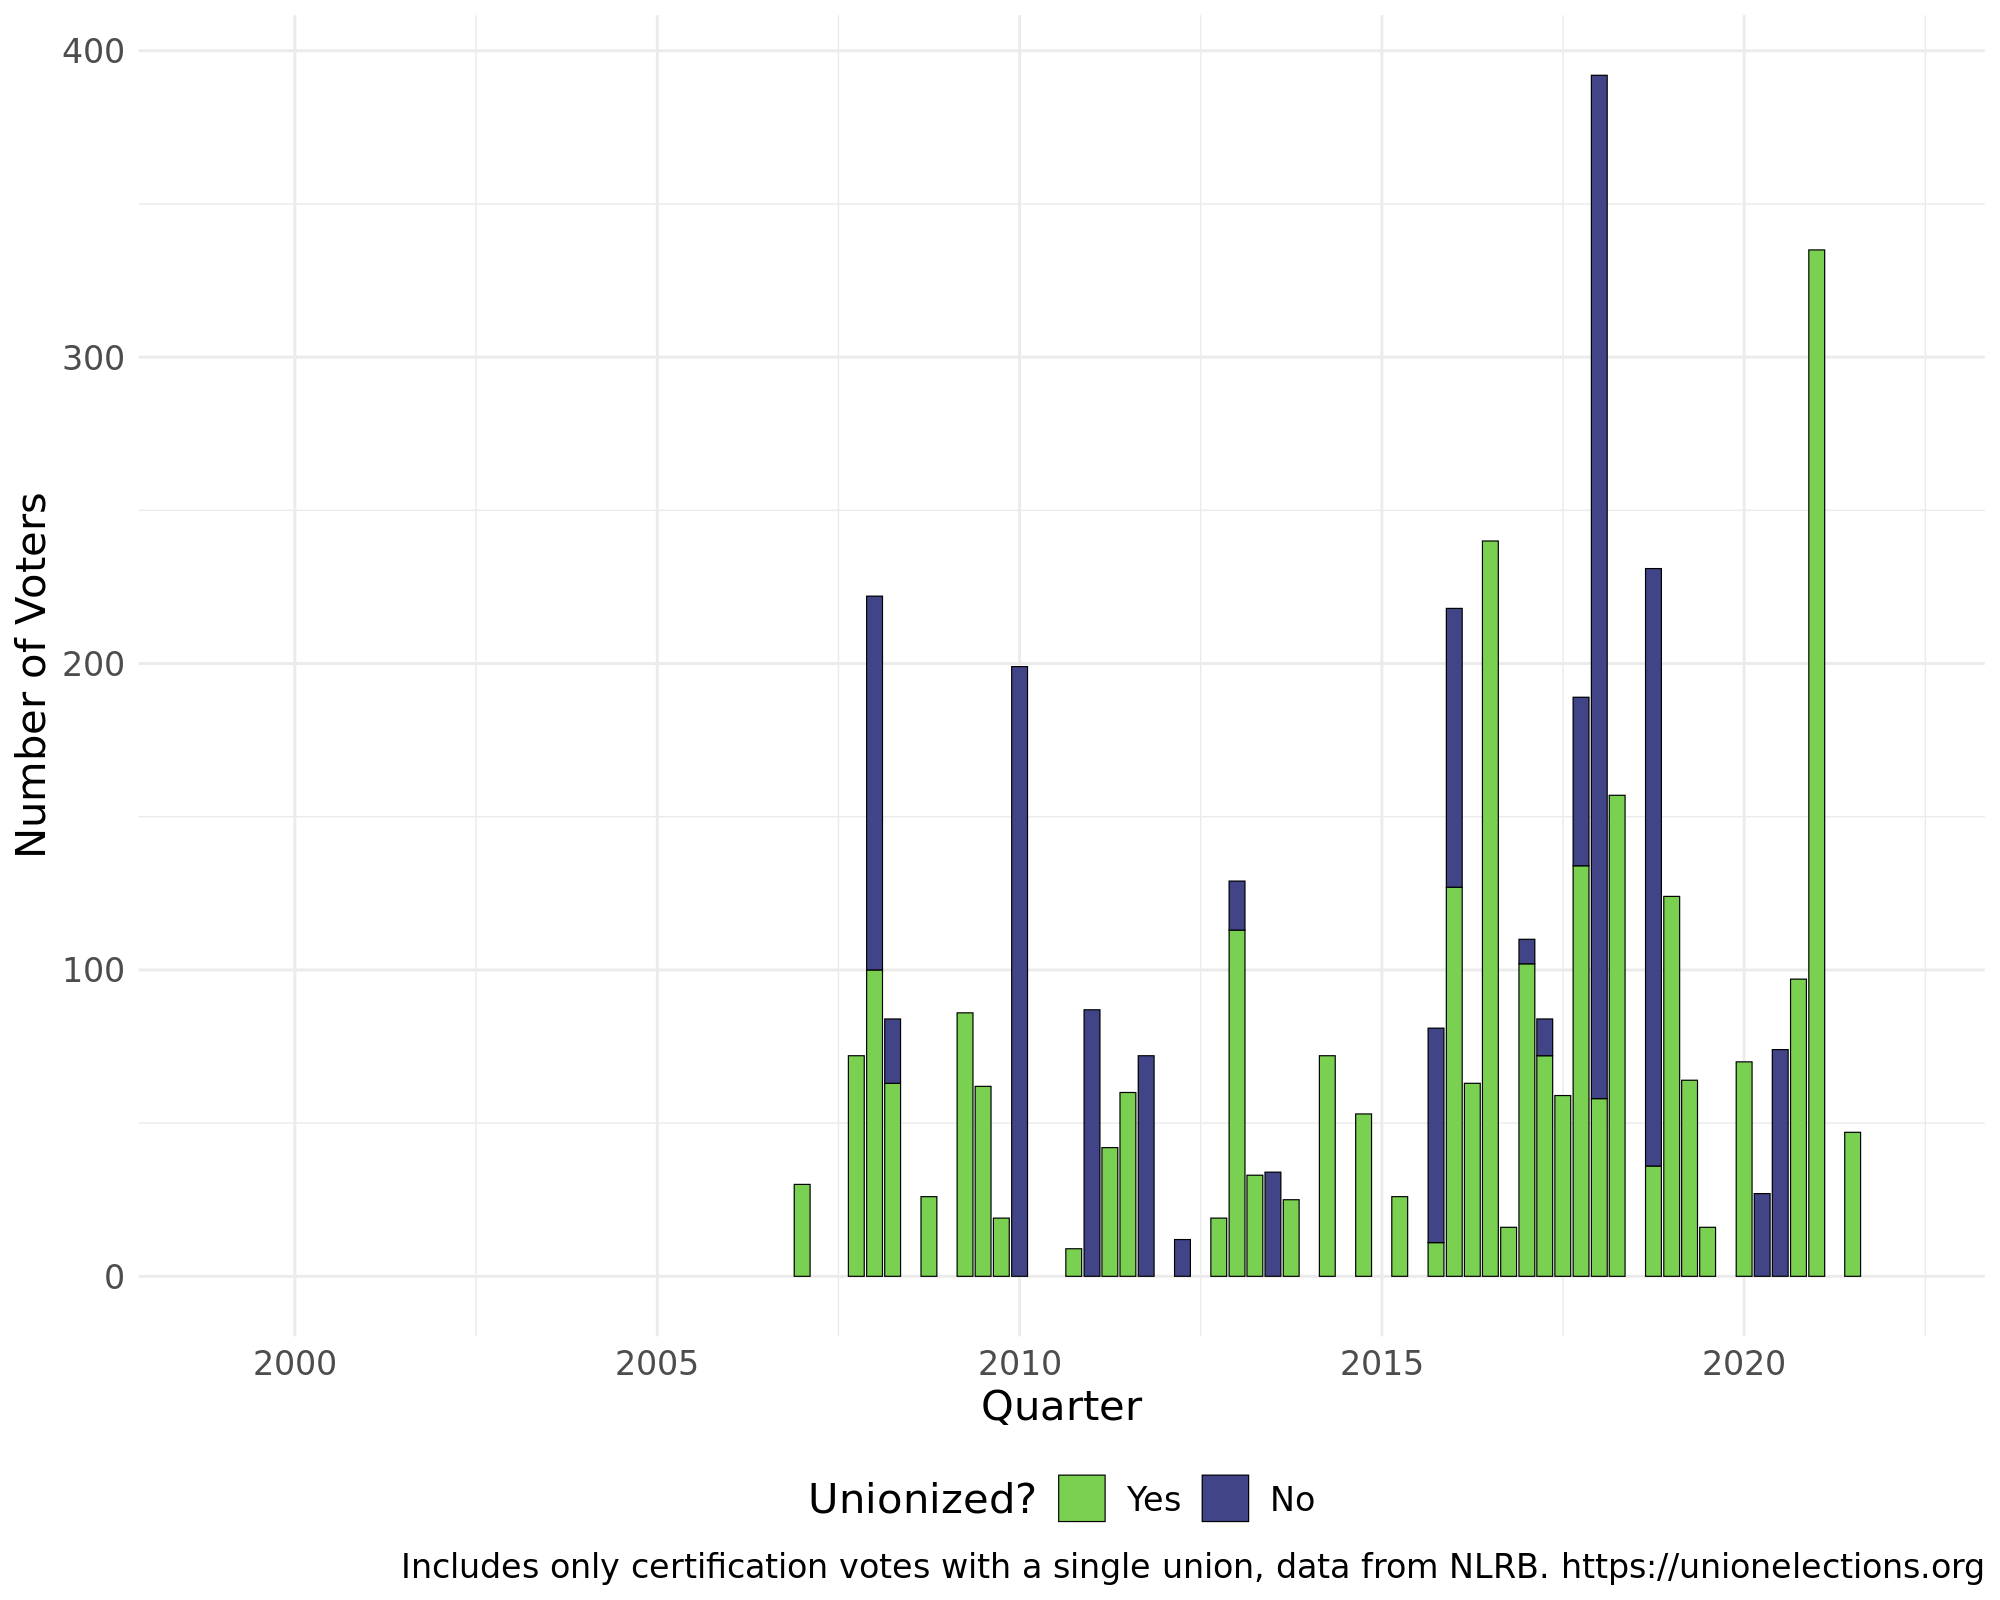 400
300
200
100
0
Number of Voters
2000 2005 2010 2015 2020
Quarter
Unionized? Yes No
Includes only certification votes with a single union, data from NLRB. https://unionelections.org